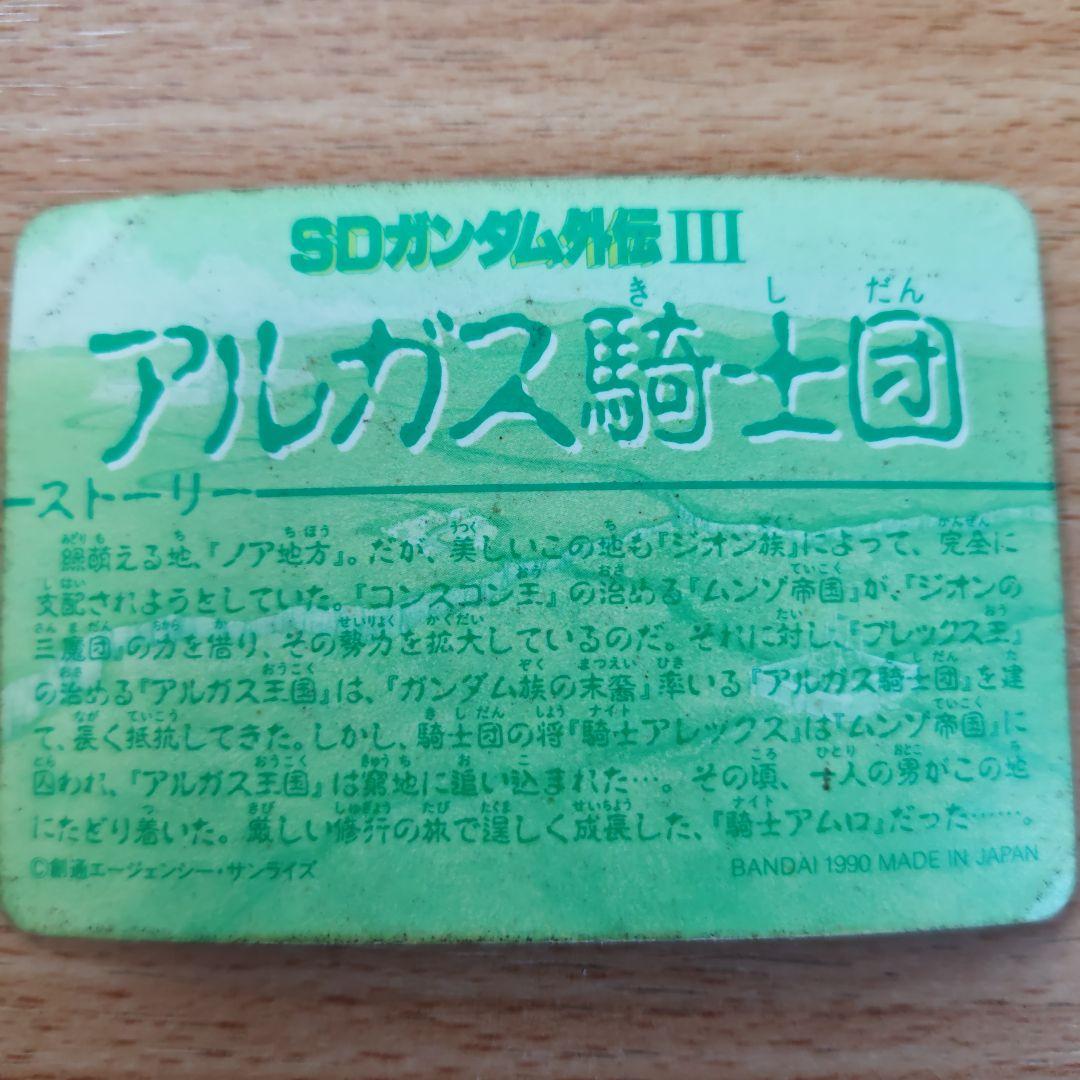 SDガンダム外伝III
アルガス騎士団
きしだん
ストーリー
緑萌える地、『ノア地方』。だが、美しいこの地も『ジオン族』によって、完全に
支配されようとしていた。『コンスコン王』の治める『ムンゾ帝国』が、『ジオンの
三魔団』の力を借り、その勢力を拡大しているのだ。それに対し、『ブレックス王』
の治める『アルガス王国』は、『ガンダム族の末裔』率いる『アルガス騎士団』を建
て、長く抵抗してきた。しかし、騎士団の将『騎士アレックス』は『ムンゾ帝国』に
囚われ、『アルガス王国』は窮地に追い込まれた…。その頃、一人の男がこの地
にたどり着いた。厳しい修行の旅で逞しく成長した、『騎士アムロ』だった……。
©創通エージェンシー・サンライズ
BANDAI 1990 MADE IN JAPAN